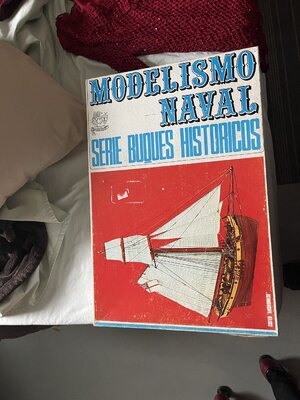 MODELISMO
NAVAL
SERIE BUQUES HISTORICOS